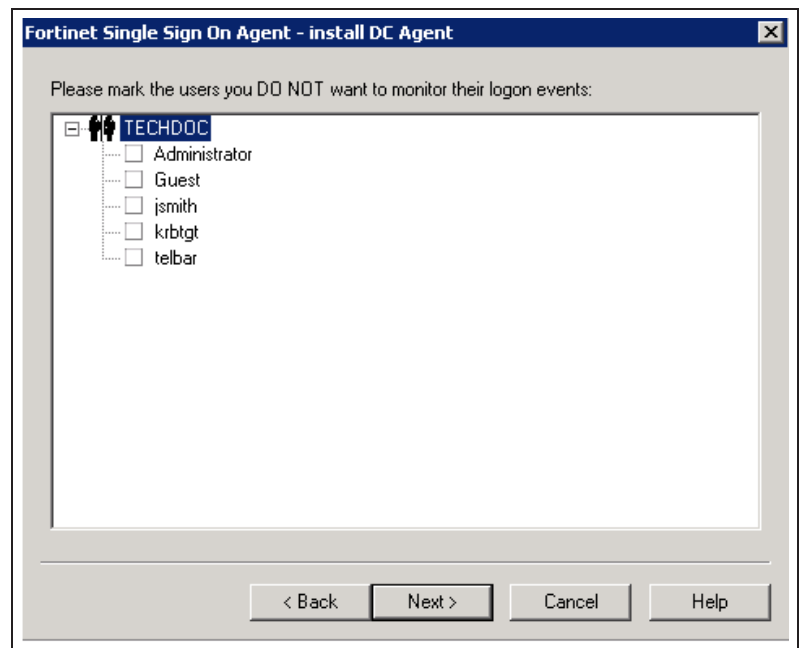 Fortinet Single Sign On Agent - install DC Agent
Please mark the users you DO NOT want to monitor their logon events:
TECHDOC
Administrator
Guest
jsmith
krbtgt
telbar
< Back Next > Cancel Help